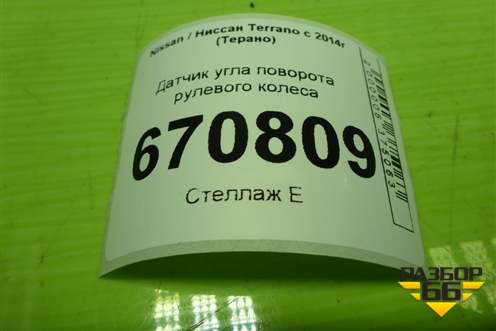 Nissan / Ниссан Terrano с 2014г
(Терано)
Датчик угла поворота
рулевого колеса
670809
Стеллаж Е
РАЗБОР
66